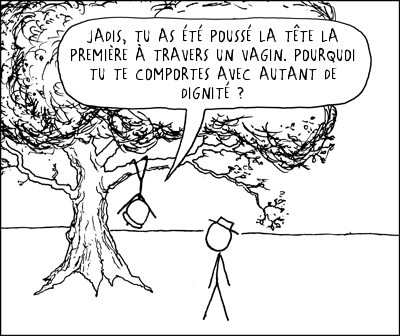 JADIS, TU AS ÉTÉ POUSSÉ LA TÊTE LA
PREMIÈRE À TRAVERS UN VAGIN. POURQUOI
TU TE COMPORTES AVEC AUTANT DE
DIGNITÉ ?